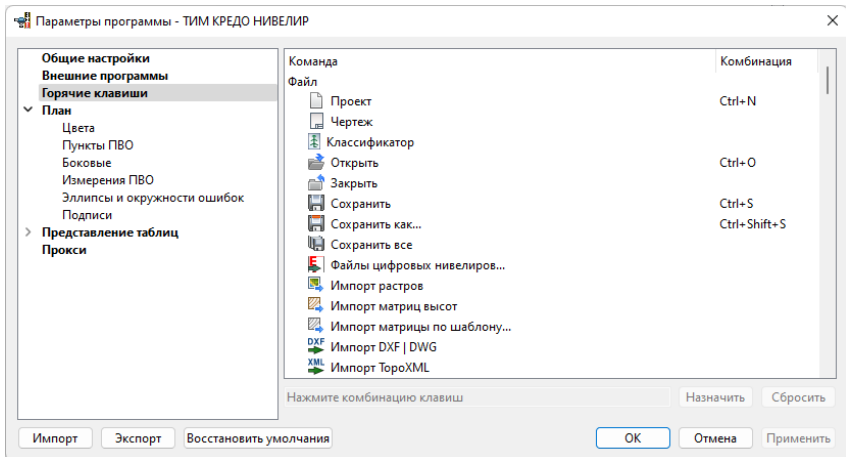 Параметры программы - ТИМ КРЕДО НИВЕЛИР
Общие настройки
Внешние программы
Горячие клавиши
План
Цвета
Пункты ПВО
Боковые
Измерения ПВО
Эллипсы и окружности ошибок
Подписи
Представление таблиц
Прокси
Команда Комбинация
Файл
Проект Ctrl+N
Чертеж
Классификатор
Открыть Ctrl+O
Закрыть
Сохранить Ctrl+S
Сохранить как... Ctrl+Shift+S
Сохранить все
Файлы цифровых нивелиров...
Импорт растров
Импорт матриц высот
Импорт матрицы по шаблону...
DXF Импорт DXF | DWG
XML Импорт TopoXML
Нажмите комбинацию клавиш Назначить Сбросить
Импорт Экспорт Восстановить умолчания OK Отмена Применить